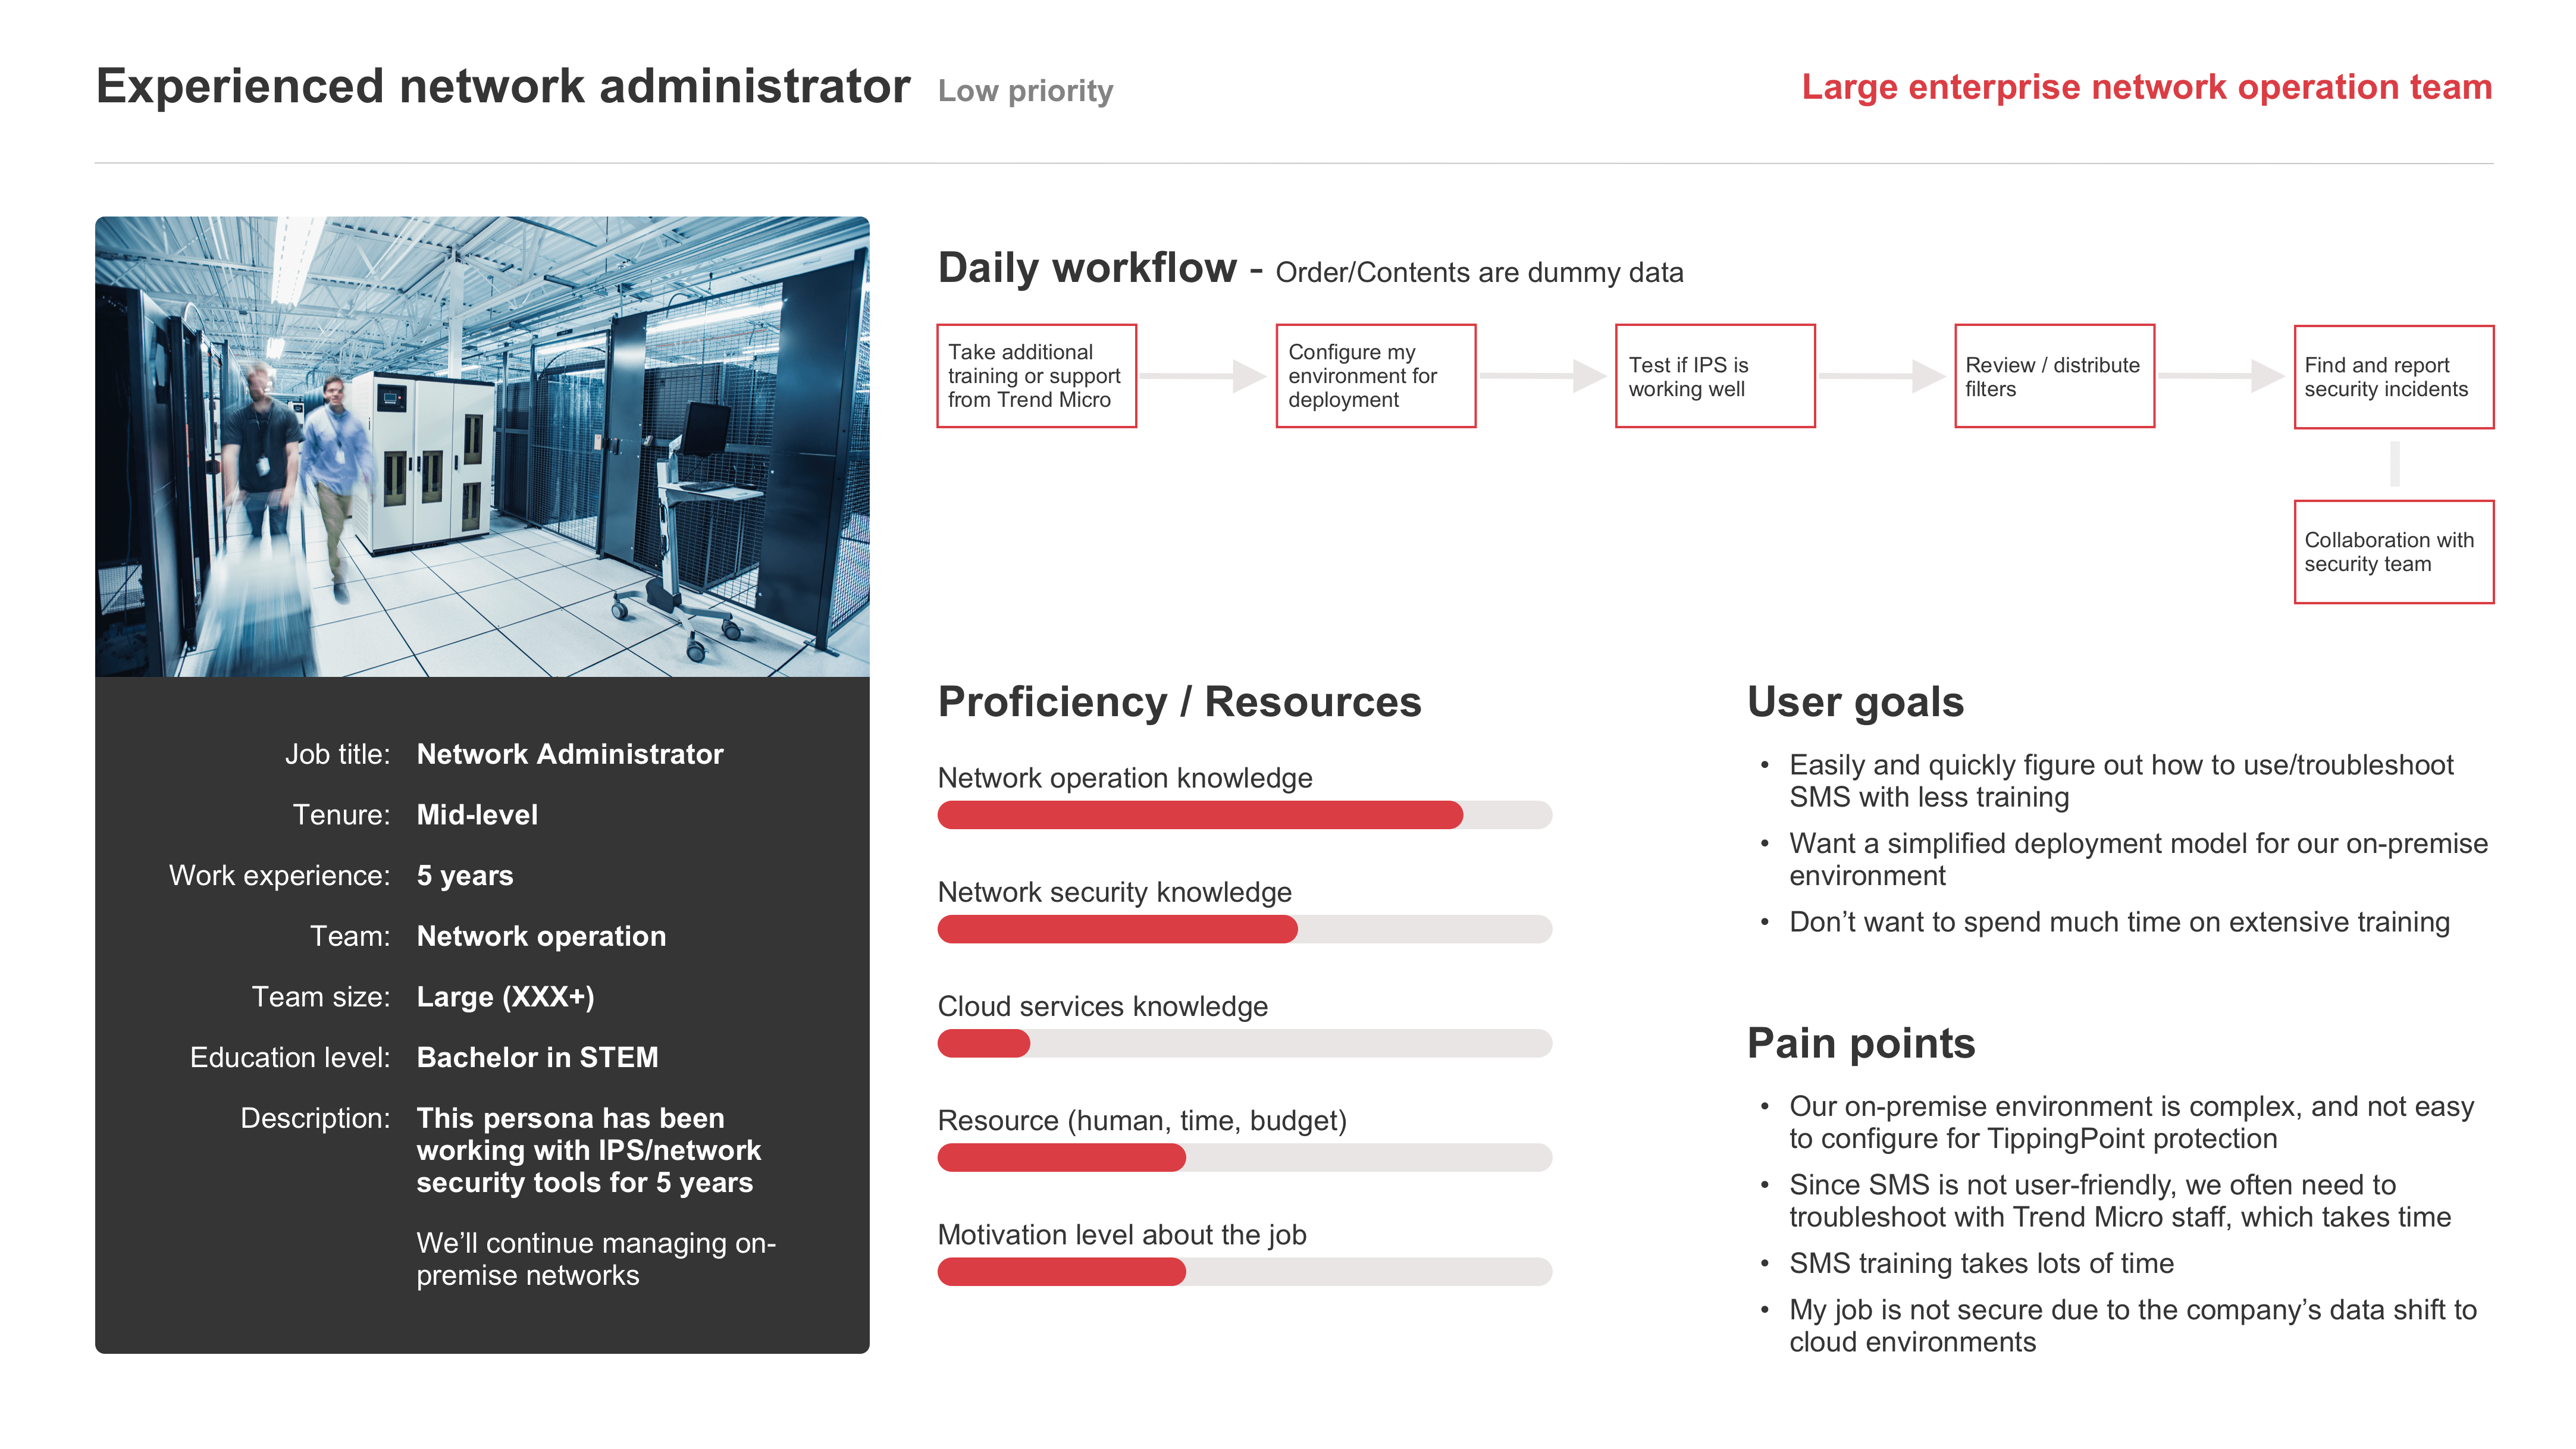 Experienced network administrator Low priority
Large enterprise network operation team
Daily workflow - Order/Contents are dummy data
Take additional
training or support
from Trend Micro
Configure my
environment for
deployment
Test if IPS is
working well
Review / distribute
filters
Find and report
security incidents
Collaboration with
security team
Job title: Network Administrator
Tenure: Mid-level
Work experience: 5 years
Team: Network operation
Team size: Large (XXX+)
Education level: Bachelor in STEM
Description: This persona has been
working with IPS/network
security tools for 5 years
We’ll continue managing on-
premise networks
Proficiency / Resources
Network operation knowledge
Network security knowledge
Cloud services knowledge
Resource (human, time, budget)
Motivation level about the job
User goals
• Easily and quickly figure out how to use/troubleshoot
SMS with less training
• Want a simplified deployment model for our on-premise
environment
• Don’t want to spend much time on extensive training
Pain points
• Our on-premise environment is complex, and not easy
to configure for TippingPoint protection
• Since SMS is not user-friendly, we often need to
troubleshoot with Trend Micro staff, which takes time
• SMS training takes lots of time
• My job is not secure due to the company’s data shift to
cloud environments